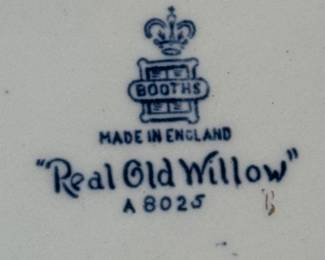 BOOTHS
MADE IN ENGLAND
"Real Old Willow"
A 8025
B